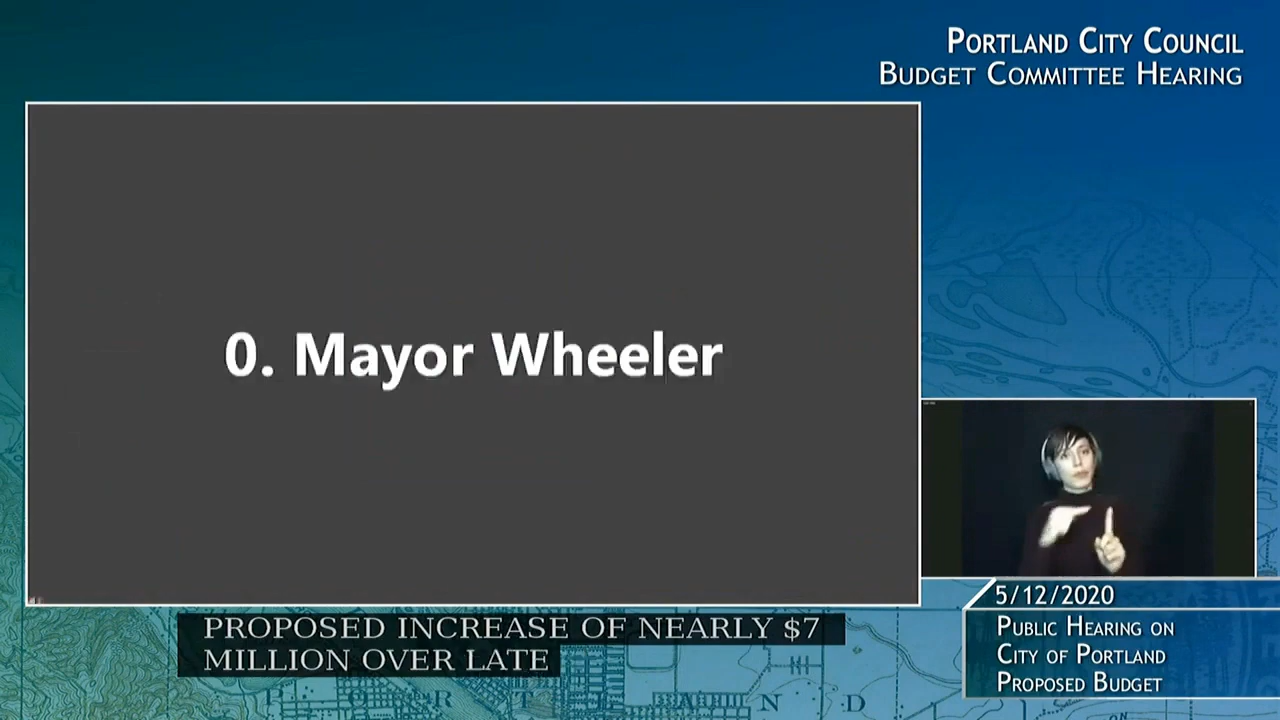 PORTLAND CITY COUNCIL
BUDGET COMMITTEE HEARING
0. Mayor Wheeler
5/12/2020
PUBLIC HEARING ON
CITY OF PORTLAND
PROPOSED BUDGET
PROPOSED INCREASE OF NEARLY $7
MILLION OVER LATE